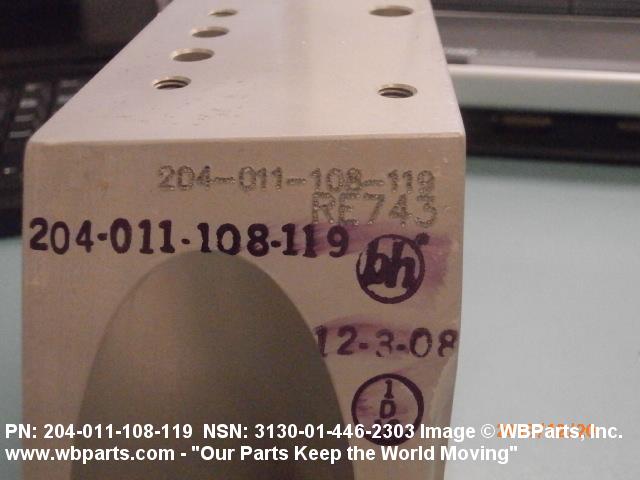 204-011-108-119
RE743
204-011-108-119
bh
12-3-08
1
D
PN: 204-011-108-119 NSN: 3130-01-446-2303 Image © WBParts, Inc.
www.wbparts.com - "Our Parts Keep the World Moving"